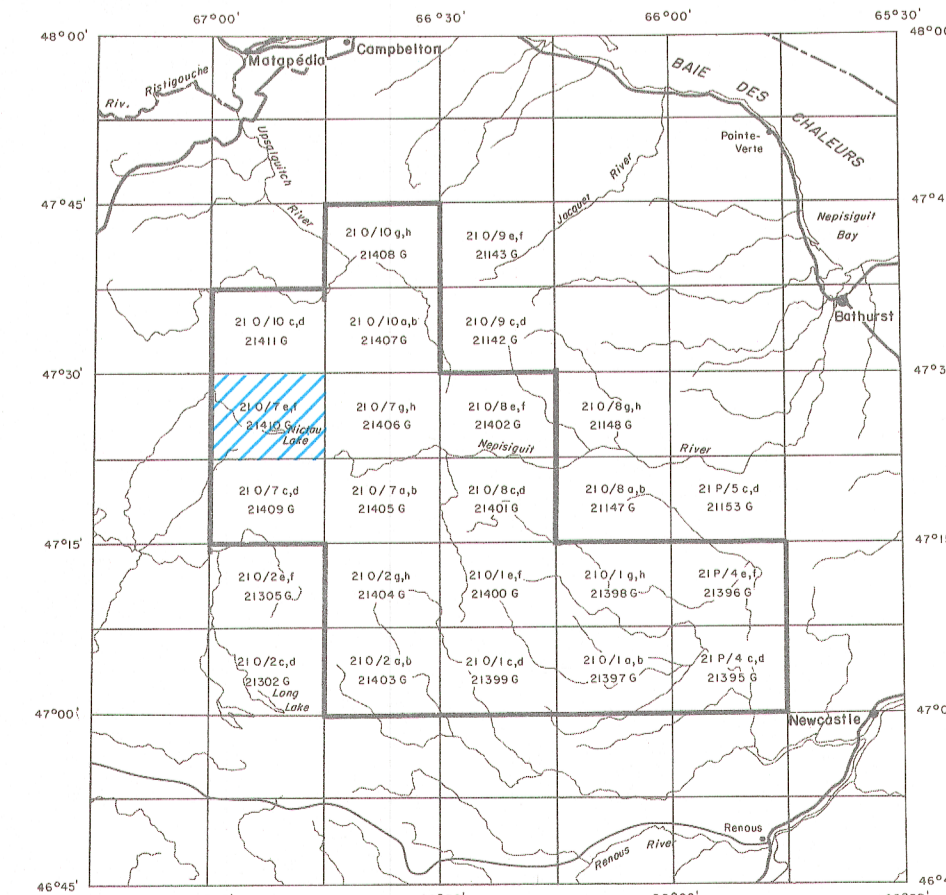 67°00'
66°30'
66°00'
65°30'
48°00'
48°00
Campbelton
Matapédia
Riv.
Ristigouche
BAIE DES CHALEURS
Pointe-
Verte
Upsalquitch
River
Jacquet River
47°45'
47°4
Nepisiguit
Bay
21 O/10 g,h
21408 G
21 O/9 e,f
21143 G
Bathurst
21 O/10 c,d
21411 G
21 O/10 a,b
21407 G
21 O/9 c,d
21142 G
47°30'
47°3
21 O/7 e,f
21410 G
Nictau
Lake
21 O/7 g,h
21406 G
21 O/8 e,f
21402 G
21 O/8 g,h
21148 G
Nepisiguit
River
21 O/7 c,d
21409 G
21 O/7 a,b
21405 G
21 O/8 c,d
21401 G
21 O/8 a,b
21147 G
21 P/5 c,d
21153 G
47°15'
47°1
21 O/2 e,f
21305 G
21 O/2 g,h
21404 G
21 O/1 e,f
21400 G
21 O/1 g,h
21398 G
21 P/4 e,f
21396 G
21 O/2 c,d
21302 G
Long
Lake
21 O/2 a,b
21403 G
21 O/1 c,d
21399 G
21 O/1 a,b
21397 G
21 P/4 c,d
21395 G
47°00'
47°0
Newcastle
Renous
Renous River
46°45'
46°4